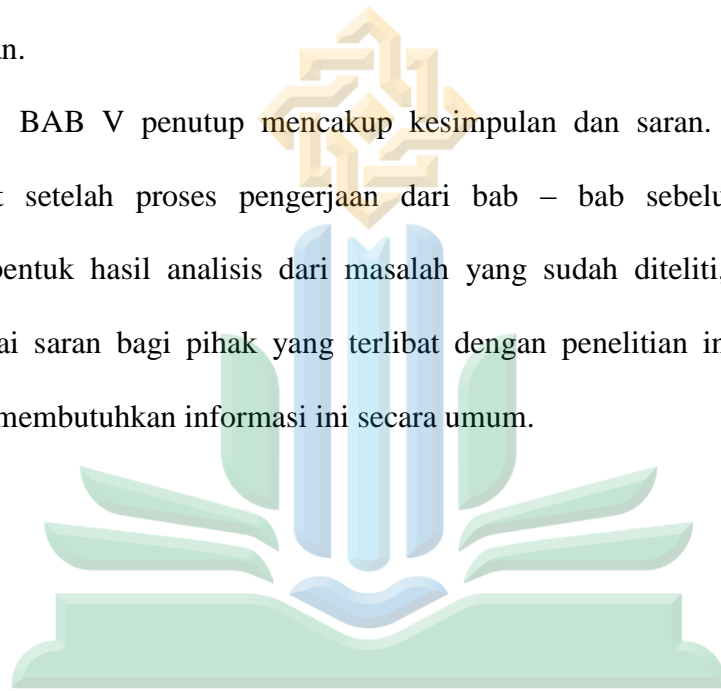 an.
BAB V penutup mencakup kesimpulan dan saran.
t setelah proses pengerjaan dari bab – bab sebelu
bentuk hasil analisis dari masalah yang sudah diteliti,
ai saran bagi pihak yang terlibat dengan penelitian in
membutuhkan informasi ini secara umum.